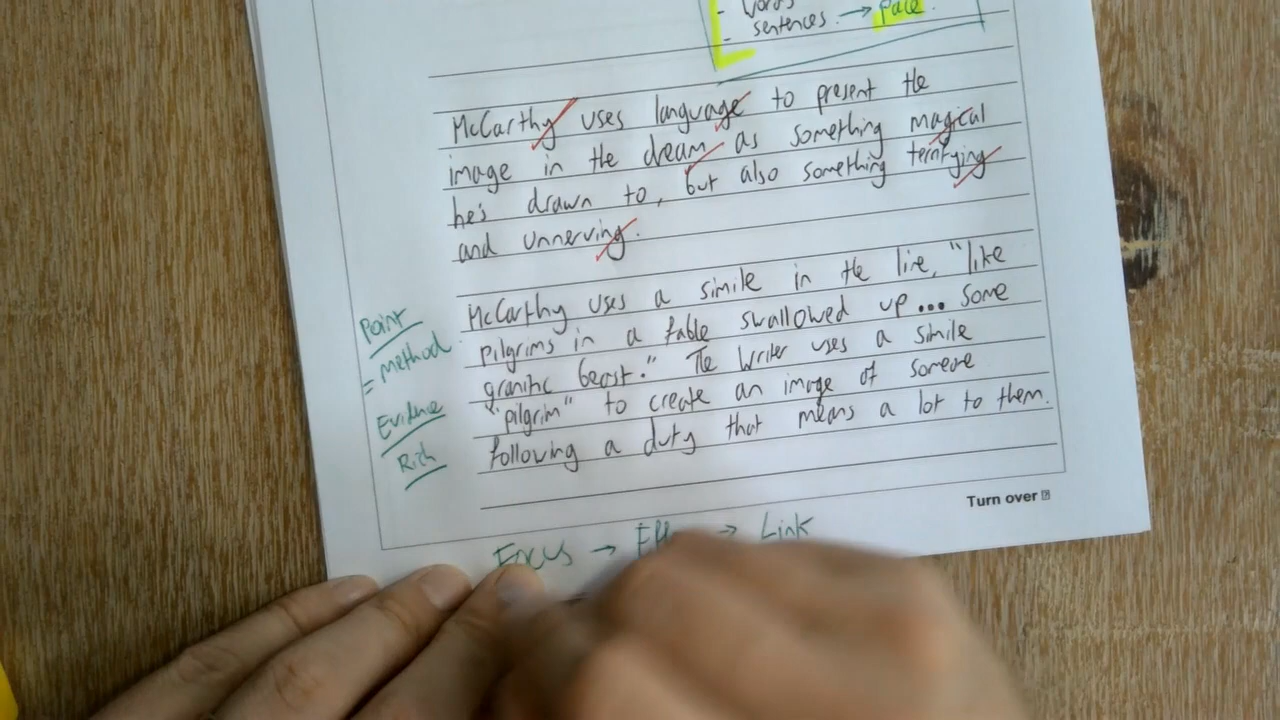 - words
- sentences. → Pace.
McCarthy uses language to present the
image in the dream as something magical
he's drawn to, but also something terrifying
and unnerving.
McCarthy uses a simile in the line, "like
pilgrims in a fable swallowed up... some
granitic beast." The writer uses a simile
"pilgrim" to create an image of someone
following a duty that means a lot to them.
Point
= Method
Evidence
Rich
Turn over
Focus → → Link